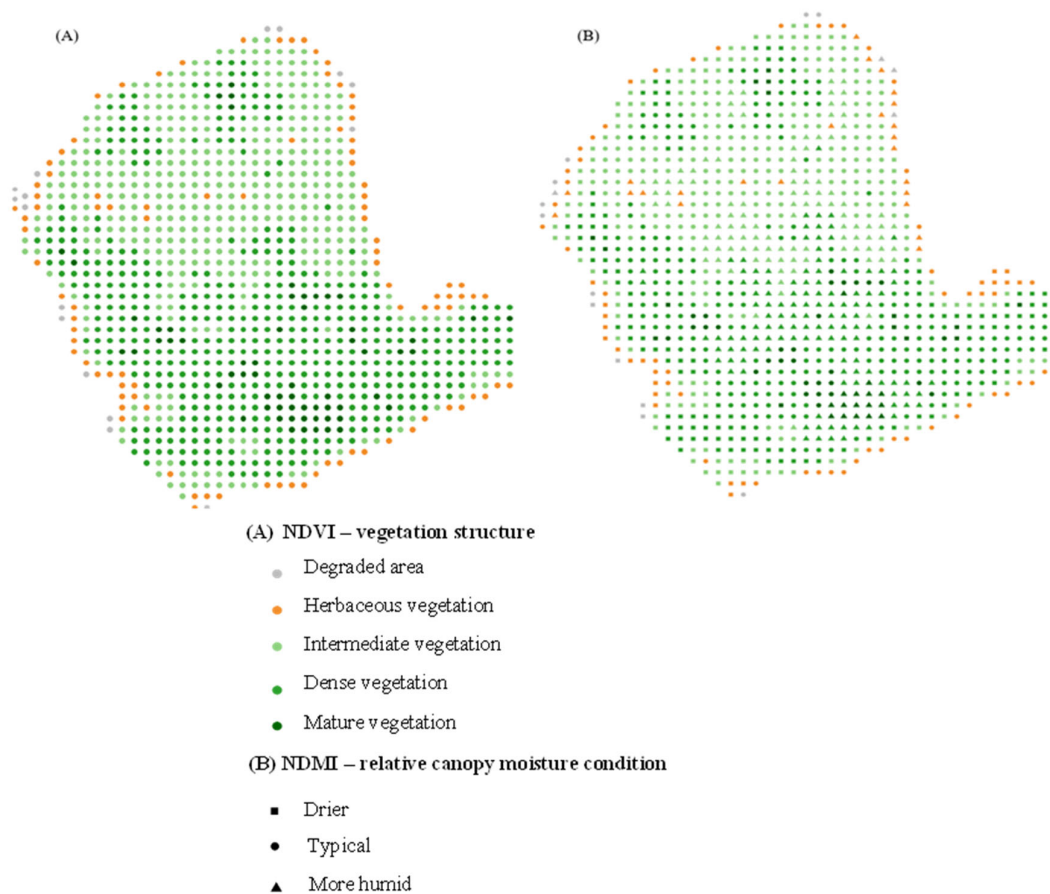 (A)
(B)
(A) NDVI – vegetation structure
Degraded area
Herbaceous vegetation
Intermediate vegetation
Dense vegetation
Mature vegetation
(B) NDMI – relative canopy moisture condition
Drier
Typical
More humid